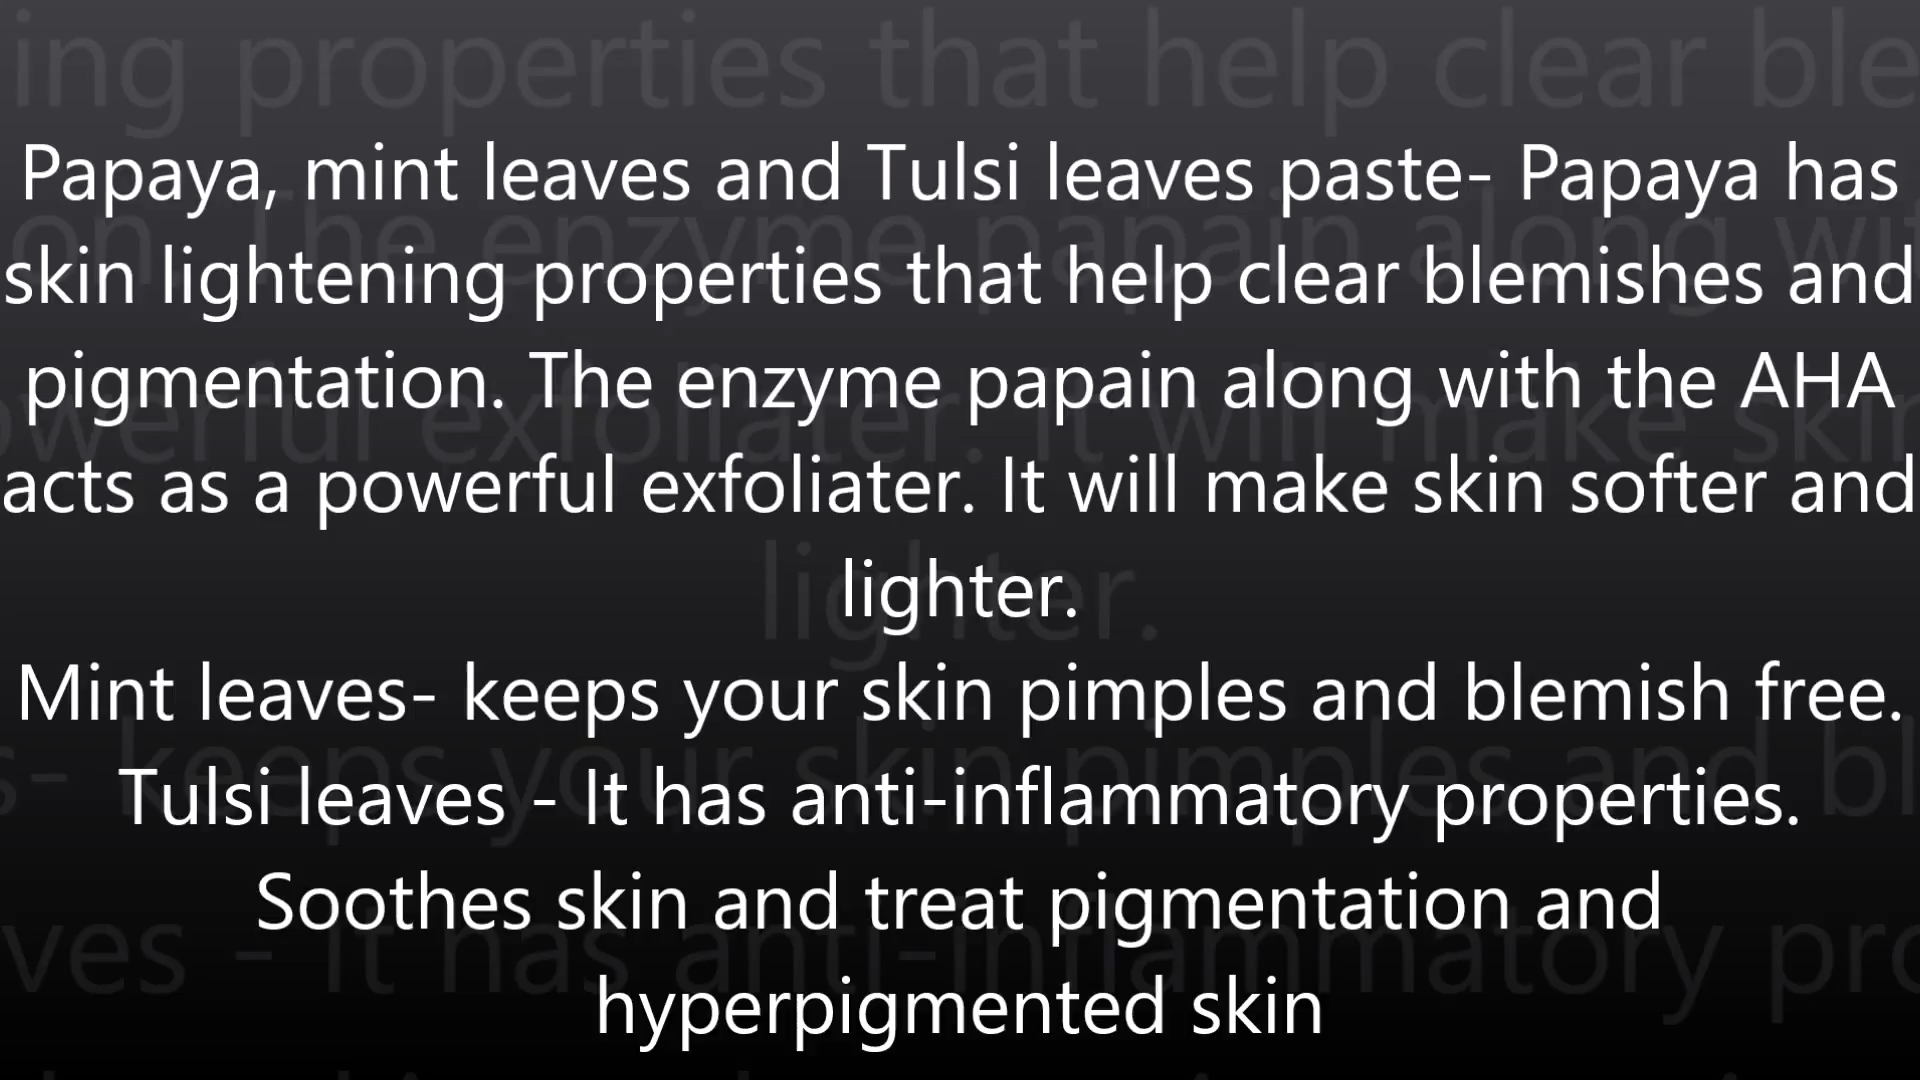 Papaya, mint leaves and Tulsi leaves paste- Papaya has
skin lightening properties that help clear blemishes and
pigmentation. The enzyme papain along with the AHA
acts as a powerful exfoliater. It will make skin softer and
lighter.
Mint leaves- keeps your skin pimples and blemish free.
Tulsi leaves - It has anti-inflammatory properties.
Soothes skin and treat pigmentation and
hyperpigmented skin